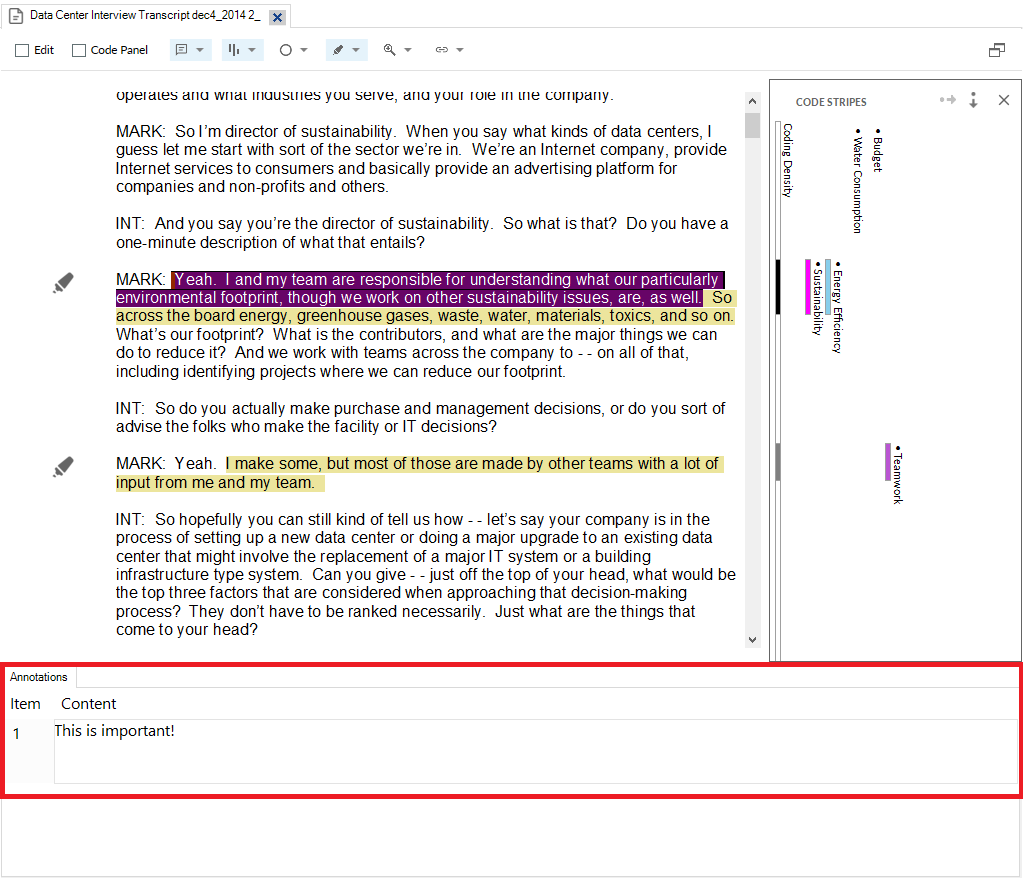 Data Center Interview Transcript dec4_2014 2_
Edit Code Panel
operates and what industries you serve, and your role in the company.
MARK:  So I'm director of sustainability.  When you say what kinds of data centers, I
guess let me start with sort of the sector we're in.  We're an Internet company, provide
Internet services to consumers and basically provide an advertising platform for
companies and non-profits and others.
INT:  And you say you're the director of sustainability.  So what is that?  Do you have a
one-minute description of what that entails?
MARK:  Yeah.  I and my team are responsible for understanding what our particularly
environmental footprint, though we work on other sustainability issues, are, as well.  So
across the board energy, greenhouse gases, waste, water, materials, toxics, and so on.
What's our footprint?  What is the contributors, and what are the major things we can
do to reduce it?  And we work with teams across the company to - - on all of that,
including identifying projects where we can reduce our footprint.
INT:  So do you actually make purchase and management decisions, or do you sort of
advise the folks who make the facility or IT decisions?
MARK:  Yeah.  I make some, but most of those are made by other teams with a lot of
input from me and my team.
INT:  So hopefully you can still kind of tell us how - - let's say your company is in the
process of setting up a new data center or doing a major upgrade to an existing data
center that might involve the replacement of a major IT system or a building
infrastructure type system.  Can you give - - just off the top of your head, what would be
the top three factors that are considered when approaching that decision-making
process?  They don't have to be ranked necessarily.  Just what are the things that
come to your head?
CODE STRIPES
Coding Density
• Water Consumption
• Budget
• Sustainability
• Energy Efficiency
• Teamwork
Annotations
Item Content
1 This is important!